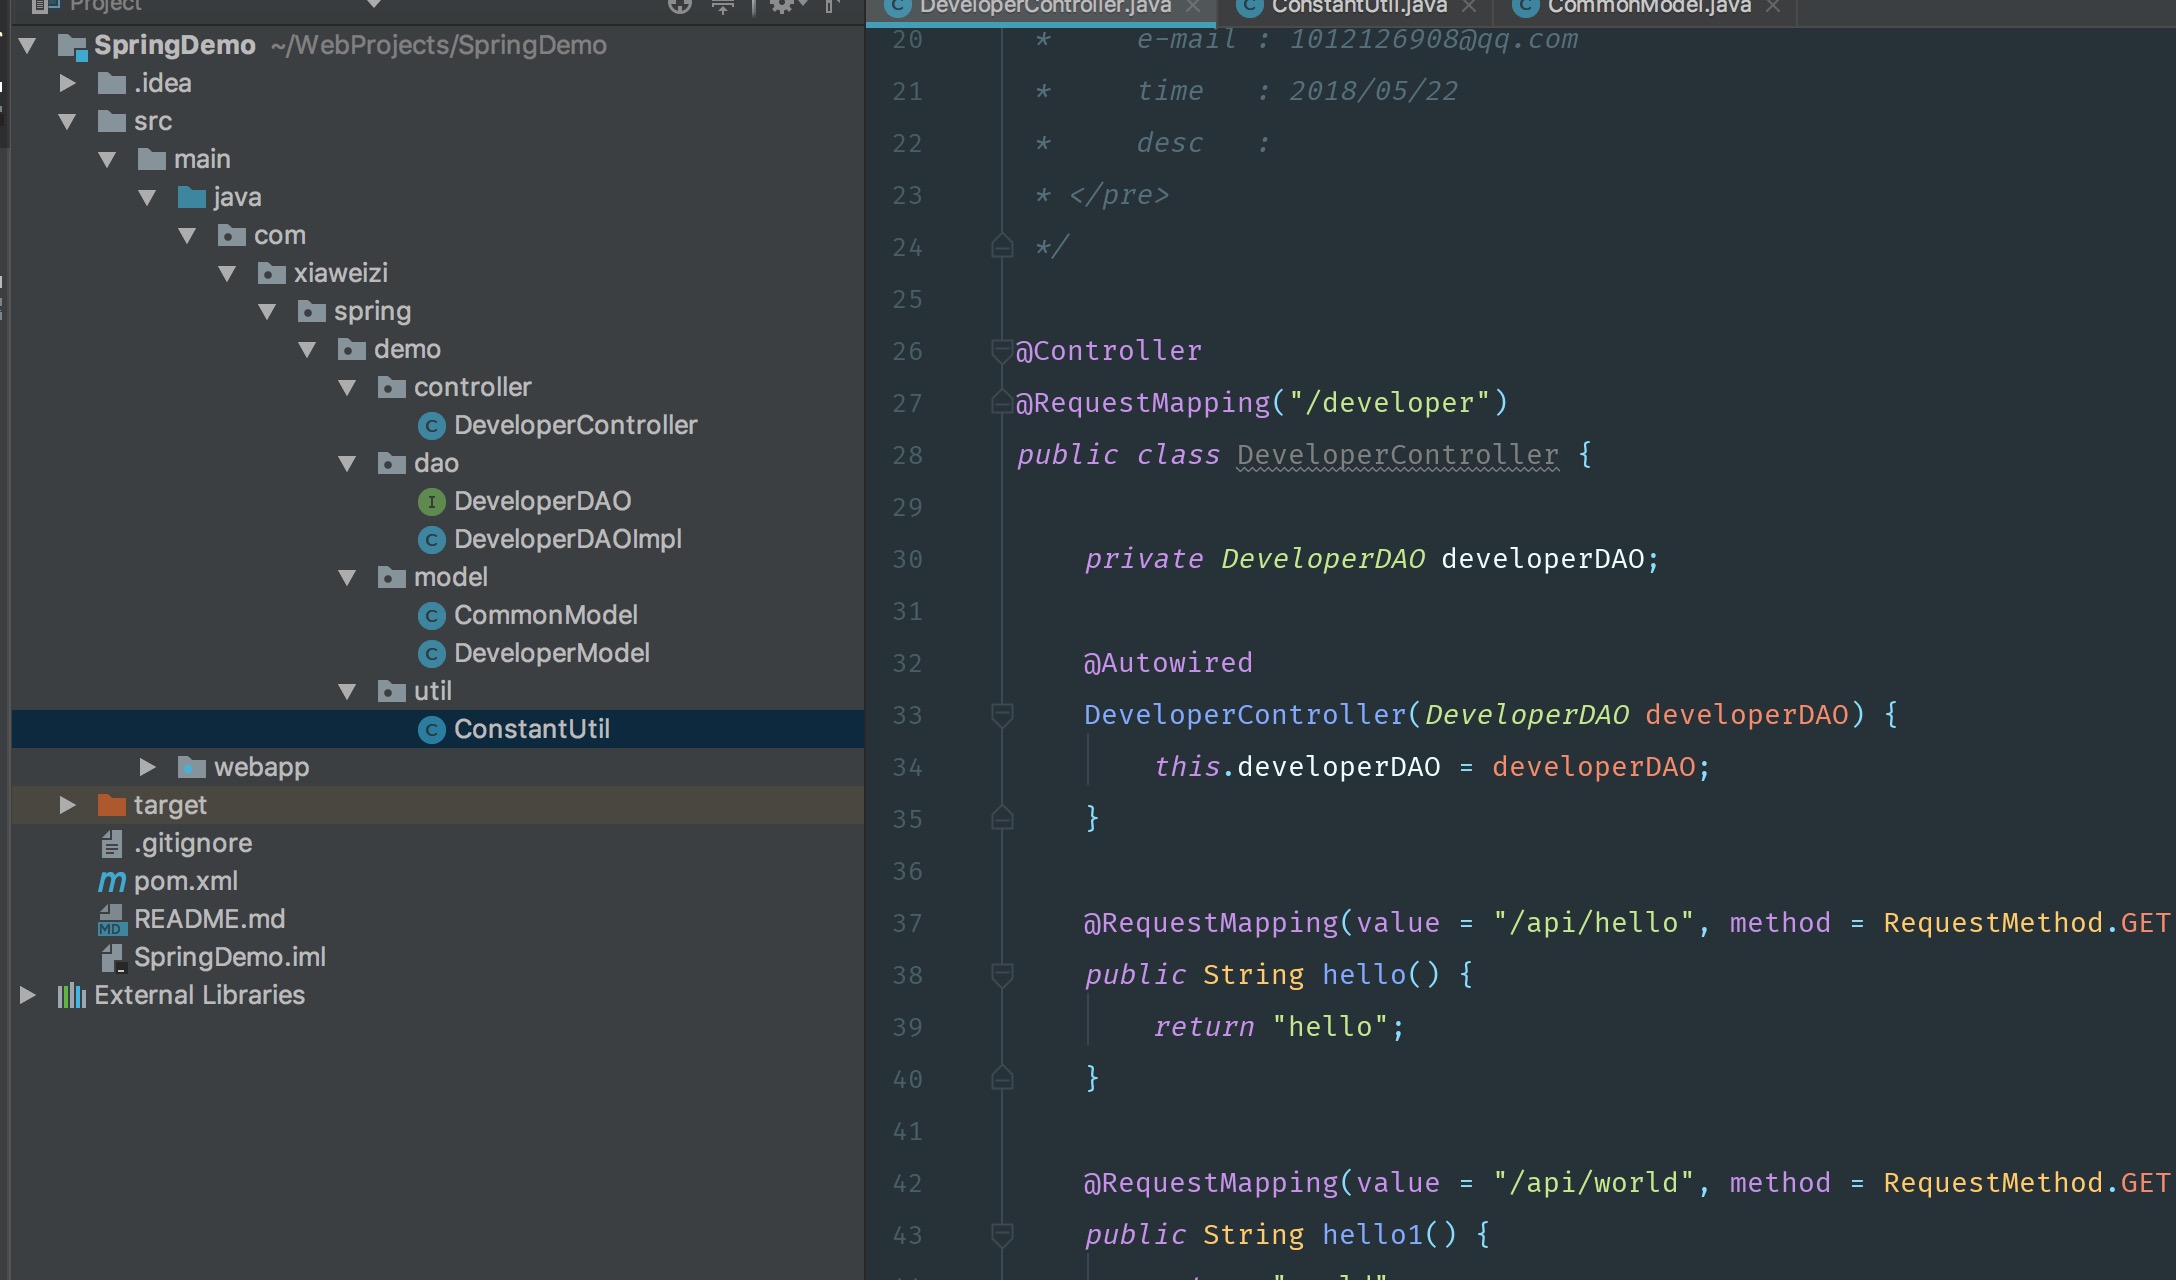 Project
SpringDemo ~/WebProjects/SpringDemo
.idea
src
main
java
com
xiaweizi
spring
demo
controller
DeveloperController
dao
DeveloperDAO
DeveloperDAOImpl
model
CommonModel
DeveloperModel
util
ConstantUtil
webapp
target
.gitignore
pom.xml
README.md
SpringDemo.iml
External Libraries
DeveloperController.java ConstantUtil.java CommonModel.java
20 * e-mail : 1012126908@qq.com
21 * time : 2018/05/22
22 * desc :
23 * </pre>
24 */
25
26 @Controller
27 @RequestMapping("/developer")
28 public class DeveloperController {
29
30 private DeveloperDAO developerDAO;
31
32 @Autowired
33 DeveloperController(DeveloperDAO developerDAO) {
34 this.developerDAO = developerDAO;
35 }
36
37 @RequestMapping(value = "/api/hello", method = RequestMethod.GET
38 public String hello() {
39 return "hello";
40 }
41
42 @RequestMapping(value = "/api/world", method = RequestMethod.GET
43 public String hello1() {